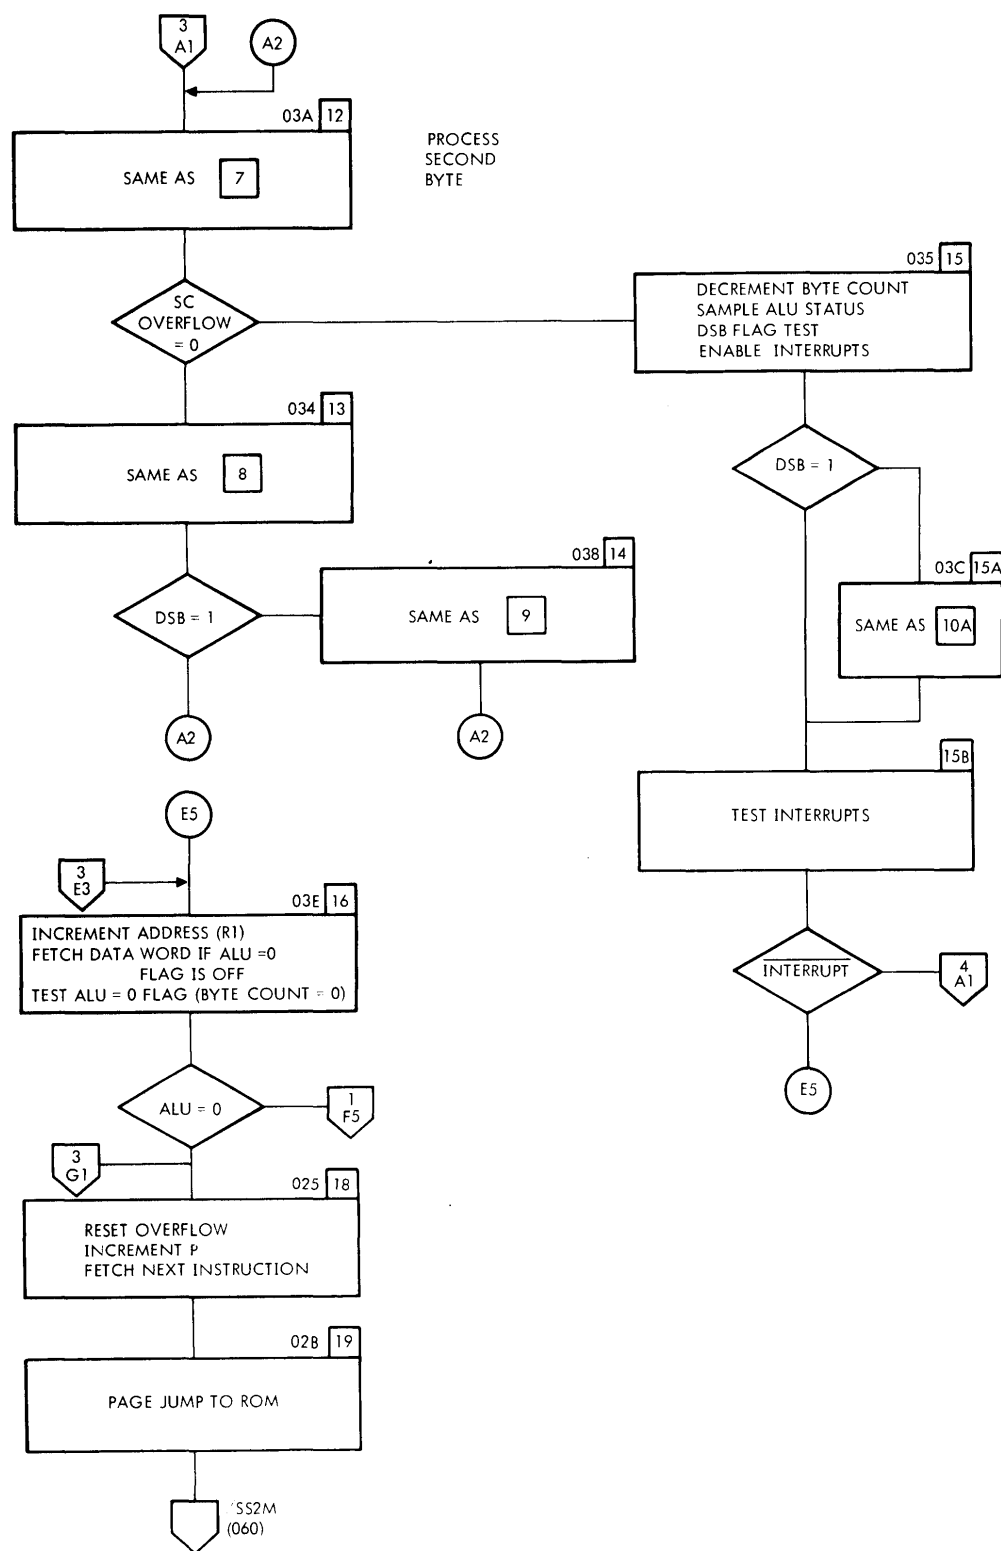 3
A1
A2
03A 12
SAME AS 7
PROCESS
SECOND
BYTE
SC
OVERFLOW
= 0
035 15
DECREMENT BYTE COUNT
SAMPLE ALU STATUS
DSB FLAG TEST
ENABLE INTERRUPTS
034 13
SAME AS 8
DSB = 1
DSB = 1
038 14
SAME AS 9
03C 15A
SAME AS 10A
A2
A2
15B
TEST INTERRUPTS
E5
3
E3
03E 16
INCREMENT ADDRESS (R1)
FETCH DATA WORD IF ALU =0
FLAG IS OFF
TEST ALU = 0 FLAG (BYTE COUNT = 0)
INTERRUPT
4
A1
E5
ALU = 0
1
F5
3
G1
025 18
RESET OVERFLOW
INCREMENT P
FETCH NEXT INSTRUCTION
02B 19
PAGE JUMP TO ROM
SS2M
(060)